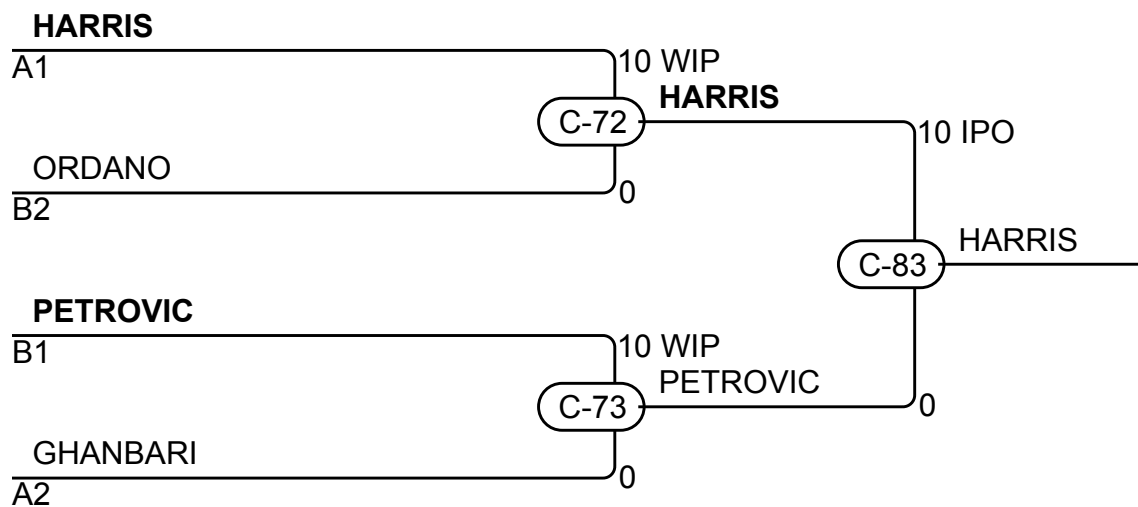 HARRIS
A1
10 WIP
HARRIS
C-72
10 IPO
ORDANO
B2
0
HARRIS
C-83
PETROVIC
B1
10 WIP
PETROVIC
C-73
0
GHANBARI
A2
0